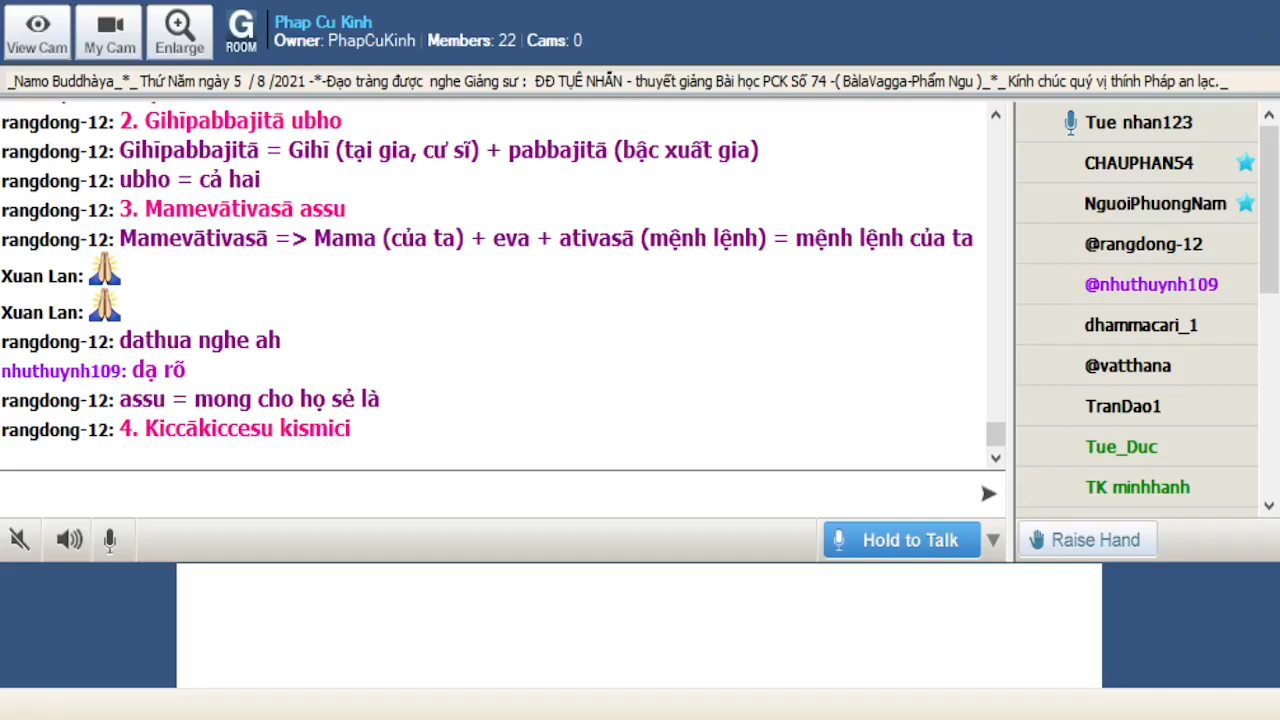 Phap Cu Kinh
Owner: PhapCuKinh Members: 22 Cams: 0
View Cam
My Cam
Enlarge
G ROOM
_Namo Buddhàya_*_ Thứ Năm ngày 5 / 8 /2021 -*-Đạo tràng được nghe Giảng sư : ĐĐ TUỆ NHẪN - thuyết giảng Bài học PCK Số 74 -( BàlaVagga-Phẩm Ngu )_*_ Kính chúc quý vị thính Pháp an lạc._
rangdong-12: 2. Gihīpabbajitā ubho
rangdong-12: Gihīpabbajitā = Gihī (tại gia, cư sĩ) + pabbajitā (bậc xuất gia)
rangdong-12: ubho = cả hai
rangdong-12: 3. Mamevātivasā assu
rangdong-12: Mamevātivasā => Mama (của ta) + eva + ativasā (mệnh lệnh) = mệnh lệnh của ta
Xuan Lan:
Xuan Lan:
rangdong-12: dathua nghe ah
nhuthuynh109: dạ rõ
rangdong-12: assu = mong cho họ sẻ là
rangdong-12: 4. Kiccākiccesu kismici
Tue nhan123
CHAUPHAN54
NguoiPhuongNam
@rangdong-12
@nhuthuynh109
dhammacari_1
@vatthana
TranDao1
Tue_Duc
TK minhhanh
Hold to Talk
Raise Hand